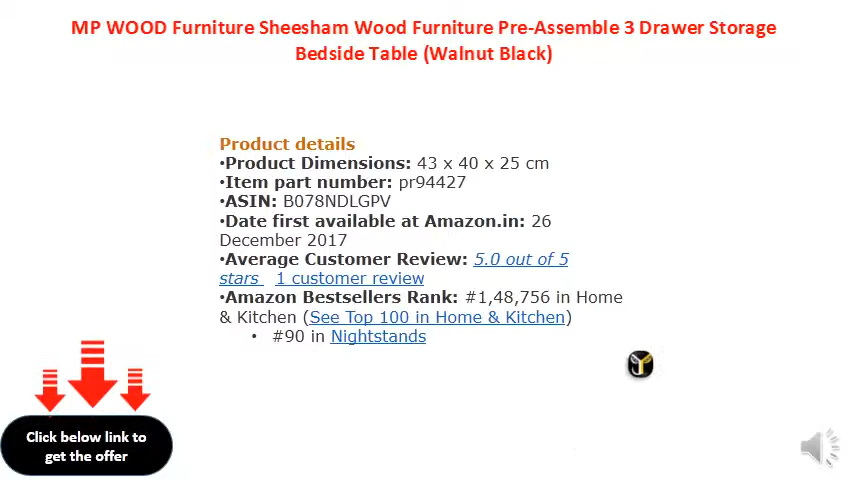 MP WOOD Furniture Sheesham Wood Furniture Pre-Assemble 3 Drawer Storage
Bedside Table (Walnut Black)
Product details
•Product Dimensions: 43 x 40 x 25 cm
•Item part number: pr94427
•ASIN: B078NDLGPV
•Date first available at Amazon.in: 26
December 2017
•Average Customer Review: 5.0 out of 5
stars   1 customer review
•Amazon Bestsellers Rank: #1,48,756 in Home
& Kitchen (See Top 100 in Home & Kitchen)
• #90 in Nightstands
Click below link to
get the offer